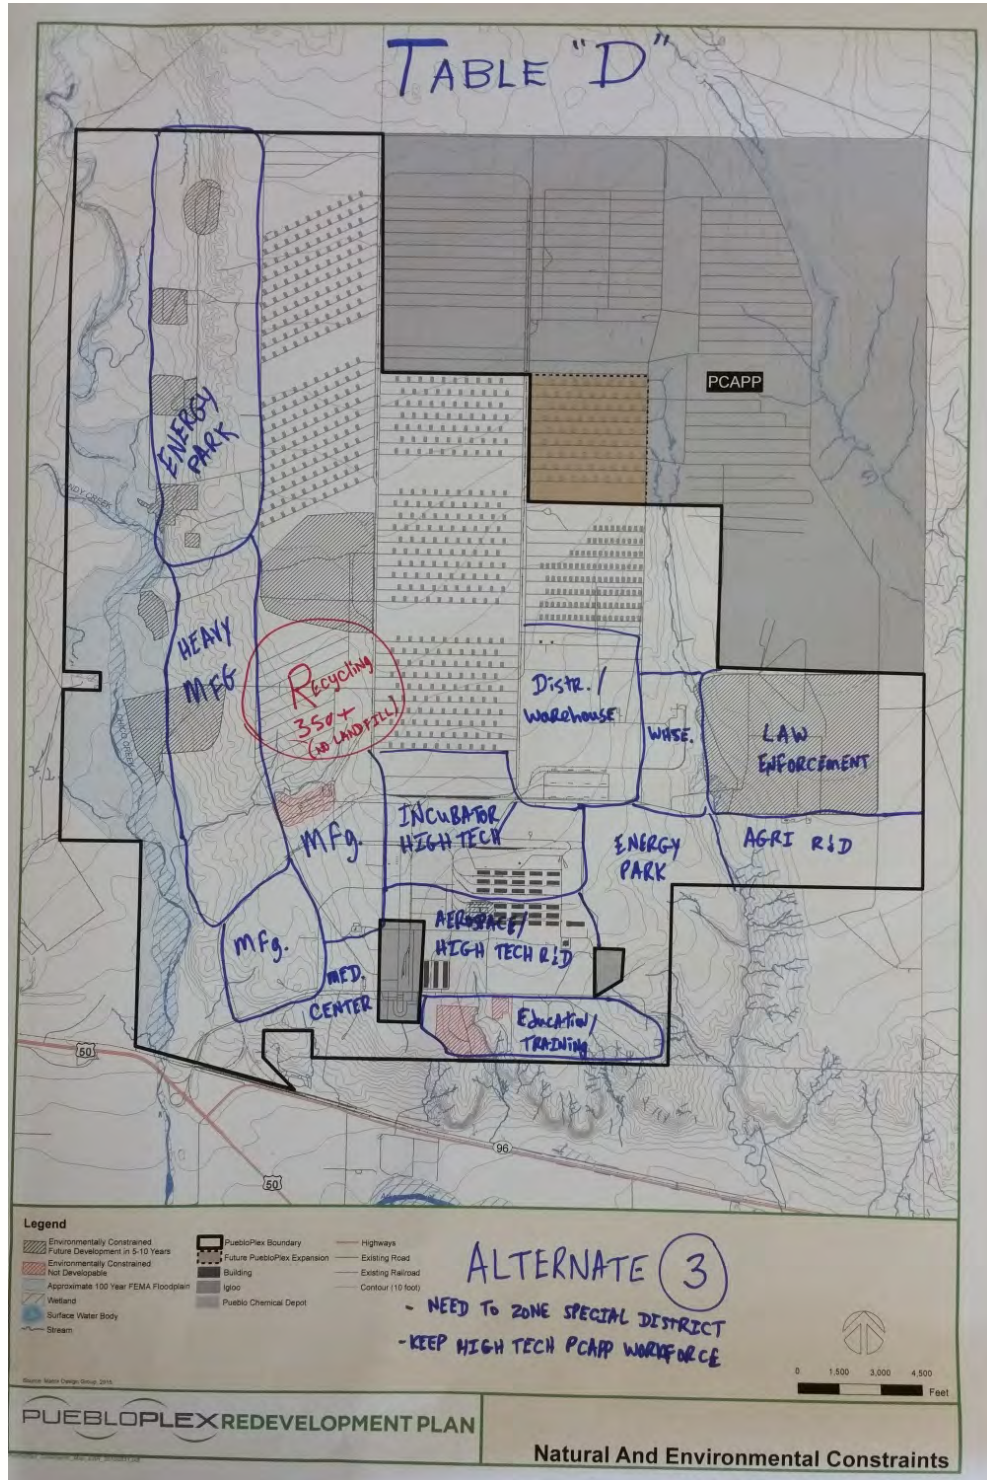 TABLE "D"
PCAPP
ENERGY
PARK
HEAVY
MFG
RECYCLING
350+
(NO LANDFILL)
DISTR./
WAREHOUSE
WHSE.
LAW
ENFORCEMENT
INCUBATOR
HIGH TECH
MFG.
ENERGY
PARK
AGRI R&D
AEROSPACE/
HIGH TECH R&D
MFG.
MED.
CENTER
EDUCATION/
TRAINING
50
96
50
Legend
Environmentally Constrained
Future Development in 5-10 Years
Environmentally Constrained
Not Developable
Approximate 100 Year FEMA Floodplain
Wetland
Surface Water Body
Stream
PuebloPlex Boundary
Future PuebloPlex Expansion
Building
Igloo
Pueblo Chemical Depot
Highways
Existing Road
Existing Railroad
Contour (10 foot)
ALTERNATE 3
- NEED TO ZONE SPECIAL DISTRICT
- KEEP HIGH TECH PCAPP WORKFORCE
0 1,500 3,000 4,500
Feet
PUEBLOPLEX REDEVELOPMENT PLAN
Natural And Environmental Constraints